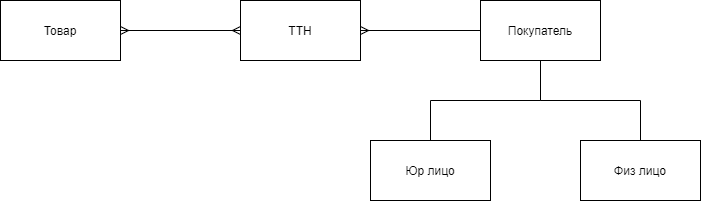 Товар
ТТН
Покупатель
Юр лицо
Физ лицо